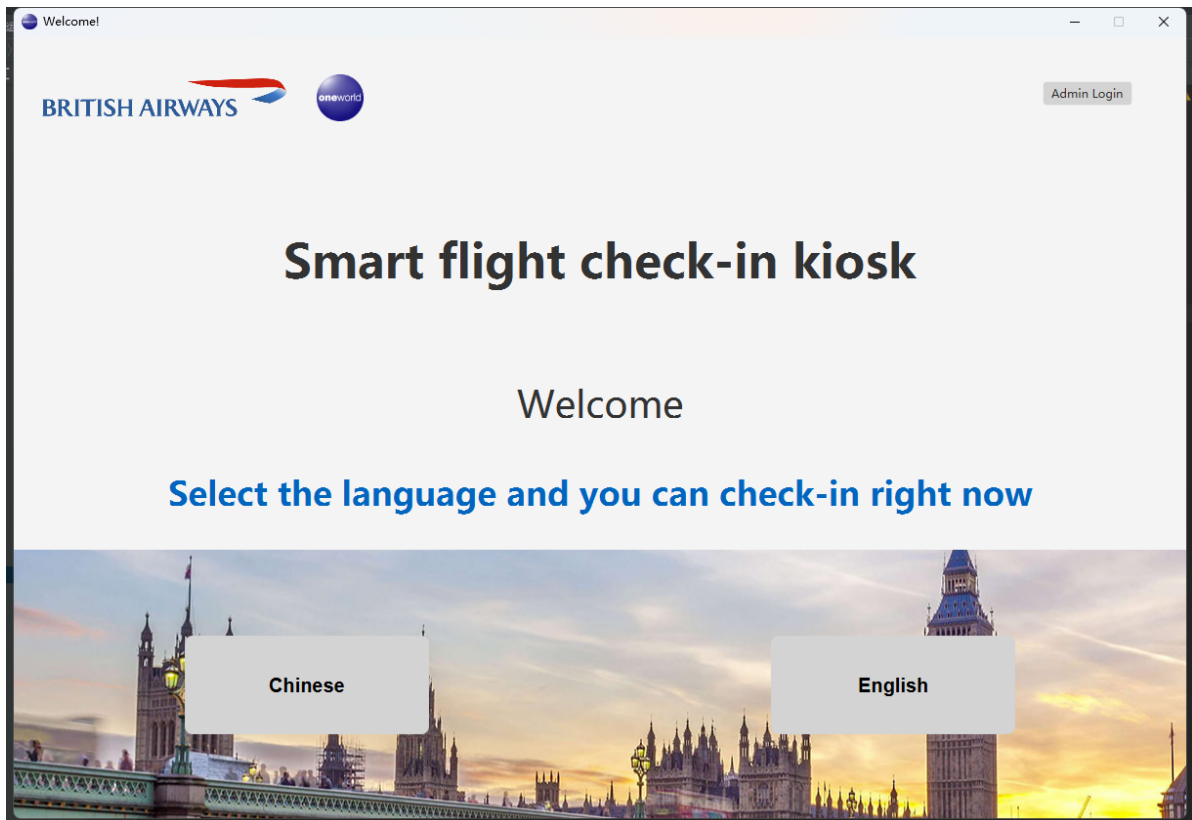 Welcome!
BRITISH AIRWAYS
oneworld
Admin Login
Smart flight check-in kiosk
Welcome
Select the language and you can check-in right now
Chinese
English